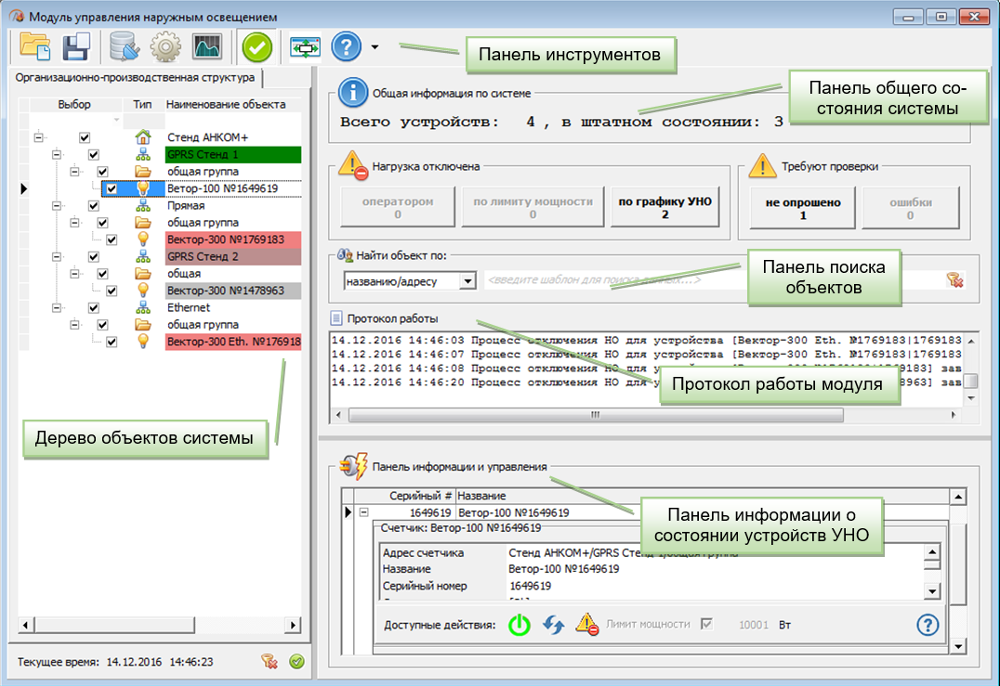 Модуль управления наружным освещением
Панель инструментов
Организационно-производственная структура
Выбор Тип Наименование объекта
Стенд АНКОМ+
GPRS Стенд 1
общая группа
Ветор-100 №1649619
Прямая
общая группа
Вектор-300 №1769183
GPRS Стенд 2
общая
Вектор-300 №1478963
Ethernet
общая группа
Вектор-300 Eth. №176918
Дерево объектов системы
Текущее время: 14.12.2016 14:46:23
Общая информация по системе
Всего устройств: 4 , в штатном состоянии: 3
Панель общего со-
стояния системы
Нагрузка отключена
оператором
0
по лимиту мощности
0
по графику УНО
2
Требуют проверки
не опрошено
1
ошибки
0
Найти объект по:
названию/адресу
<введите шаблон для поиска данных...>
Панель поиска
объектов
Протокол работы
14.12.2016 14:46:03 Процесс отключения НО для устройства [Вектор-300 Eth. №1769183|1769183
14.12.2016 14:46:07 Процесс отключения НО для устройства [Вектор-300 Eth. №1769183|1769183
14.12.2016 14:46:08 Процесс отключения НО для устройства 9183] зав
14.12.2016 14:46:20 Процесс отключения НО для 8963] зав
Протокол работы модуля
Панель информации и управления
Серийный # Название
1649619 Ветор-100 №1649619
Счетчик: Ветор-100 №1649619
Адрес счетчика Стенд АНКОМ+/GPRS Стенд 1/общая группа
Название Ветор-100 №1649619
Серийный номер 1649619
Панель информации о
состоянии устройств УНО
Доступные действия: Лимит мощности 10001 Вт